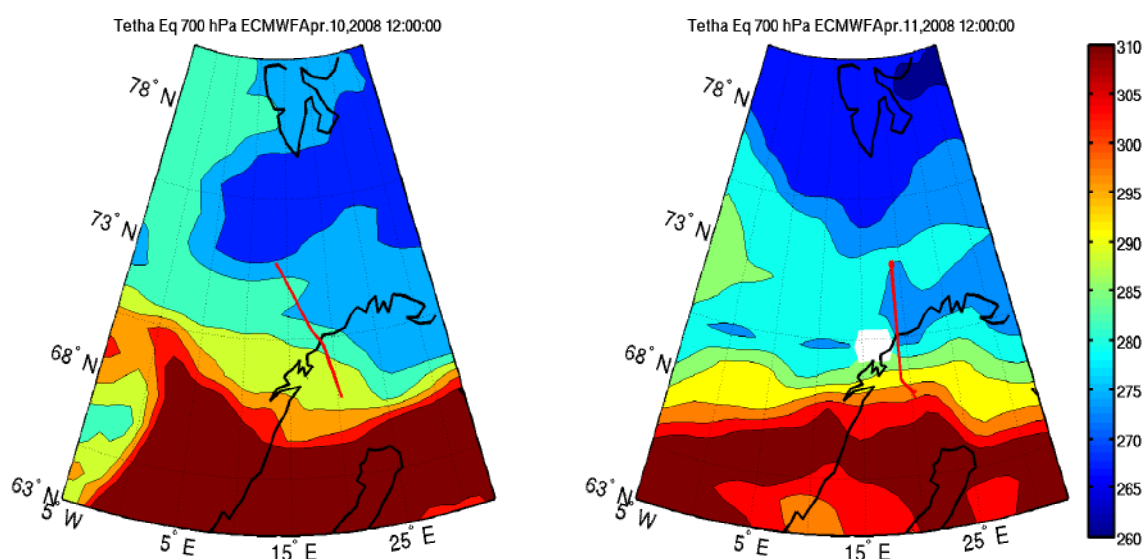 Tetha Eq 700 hPa ECMWFApr.10,2008 12:00:00
78° N
73° N
68° N
63° N
5° W
5° E
15° E
25° E
Tetha Eq 700 hPa ECMWFApr.11,2008 12:00:00
78° N
73° N
68° N
63° N
5° W
5° E
15° E
25° E
310
305
300
295
290
285
280
275
270
265
260